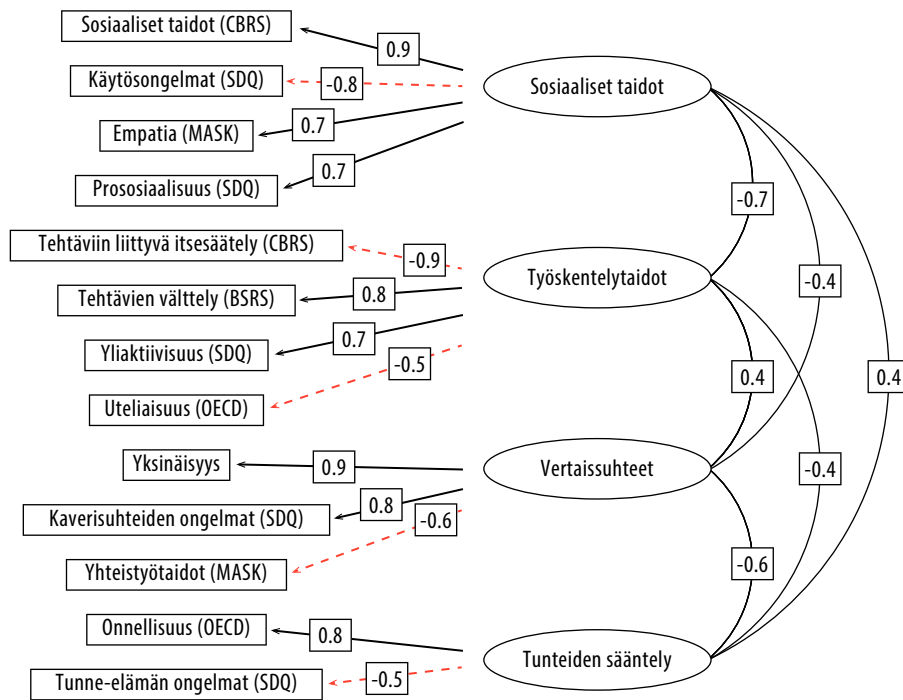 Sosiaaliset taidot (CBRS)
0.9
Käytösongelmat (SDQ)
-0.8
Sosiaaliset taidot
Empatia (MASK)
0.7
Prososiaalisuus (SDQ)
0.7
-0.7
Tehtäviin liittyvä itsesäätely (CBRS)
-0.9
Työskentelytaidot
-0.4
Tehtävien välttely (BSRS)
0.8
Yliaktiivisuus (SDQ)
0.7
-0.5
0.4
0.4
Uteliaisuus (OECD)
Yksinäisyys
0.9
Vertaissuhteet
-0.4
Kaverisuhteiden ongelmat (SDQ)
0.8
-0.6
Yhteistyötaidot (MASK)
-0.6
Onnellisuus (OECD)
0.8
Tunteiden sääntely
Tunne-elämän ongelmat (SDQ)
-0.5